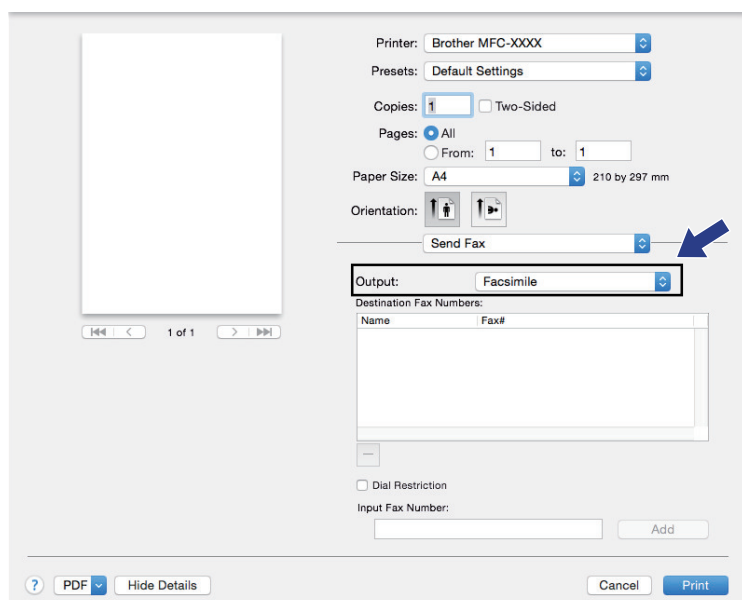 Printer: Brother MFC-XXXX
Presets: Default Settings
Copies: 1 Two-Sided
Pages: All
From: 1 to: 1
Paper Size: A4 210 by 297 mm
Orientation:
Send Fax
Output: Facsimile
Destination Fax Numbers:
Name Fax#
1 of 1
Dial Restriction
Input Fax Number:
Add
? PDF Hide Details Cancel Print